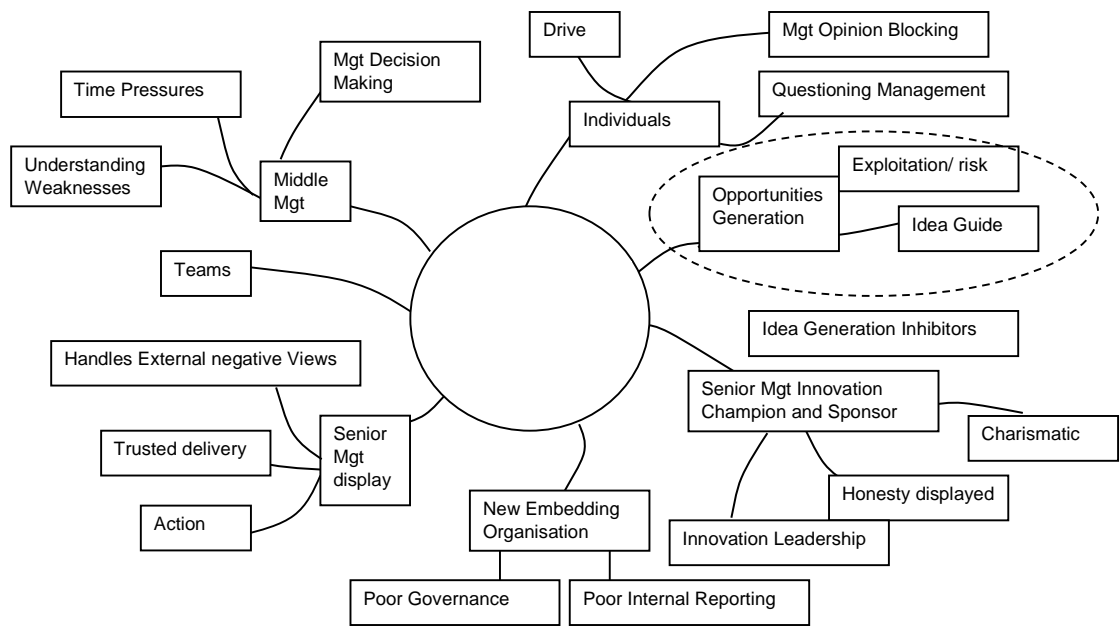 Drive
Mgt Opinion Blocking
Mgt Decision
Making
Time Pressures
Questioning Management
Individuals
Understanding
Weaknesses
Middle
Mgt
Exploitation/ risk
Opportunities
Generation
Idea Guide
Teams
Idea Generation Inhibitors
Handles External negative Views
Senior Mgt Innovation
Champion and Sponsor
Charismatic
Senior
Mgt
display
Trusted delivery
Honesty displayed
Action
New Embedding
Organisation
Innovation Leadership
Poor Governance
Poor Internal Reporting